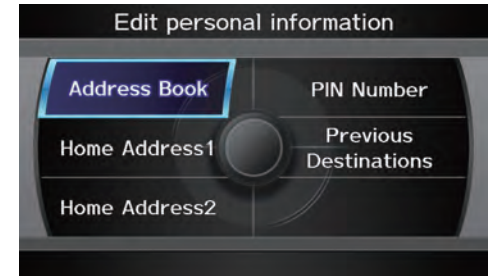 Edit personal information
Address Book
PIN Number
Home Address1
Previous
Destinations
Home Address2